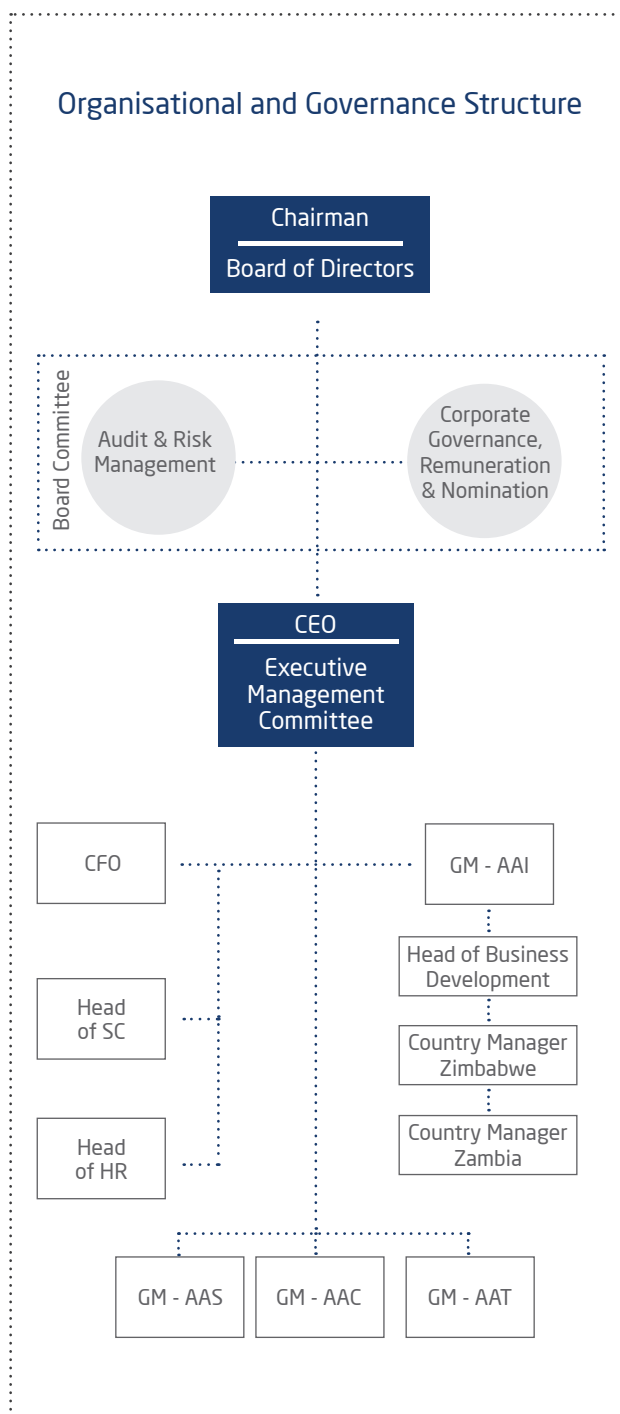 Organisational and Governance Structure
Chairman
Board of Directors
Board Committee
Audit & Risk
Management
Corporate
Governance,
Remuneration
& Nomination
CEO
Executive
Management
Committee
CFO
GM - AAI
Head of Business
Development
Head
of SC
Country Manager
Zimbabwe
Head
of HR
Country Manager
Zambia
GM - AAS
GM - AAC
GM - AAT